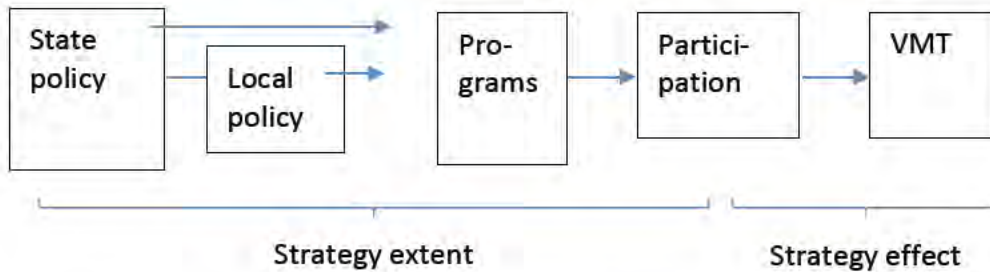 State
policy
Local
policy
Pro-
grams
Partici-
pation
VMT
Strategy extent
Strategy effect